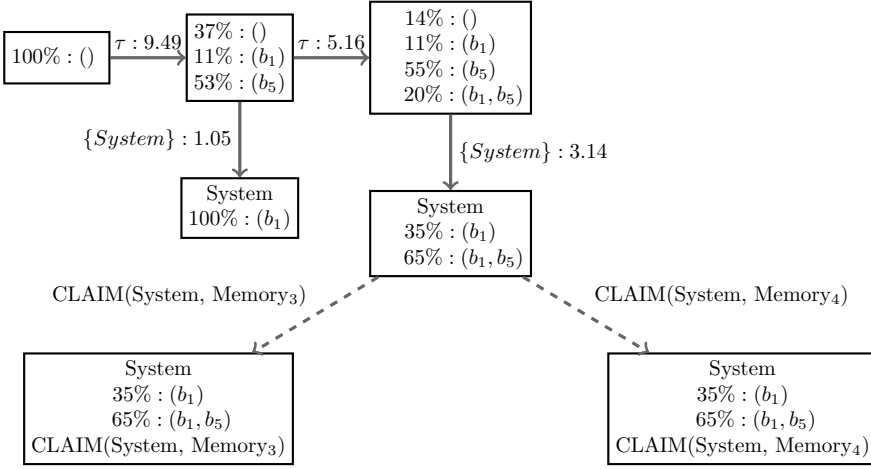 100% : ()
τ : 9.49
37% : ()
11% : (b₁)
53% : (b₅)
τ : 5.16
14% : ()
11% : (b₁)
55% : (b₅)
20% : (b₁, b₅)
{System} : 1.05
{System} : 3.14
System
100% : (b₁)
System
35% : (b₁)
65% : (b₁, b₅)
CLAIM(System, Memory₃)
CLAIM(System, Memory₄)
System
35% : (b₁)
65% : (b₁, b₅)
CLAIM(System, Memory₃)
System
35% : (b₁)
65% : (b₁, b₅)
CLAIM(System, Memory₄)